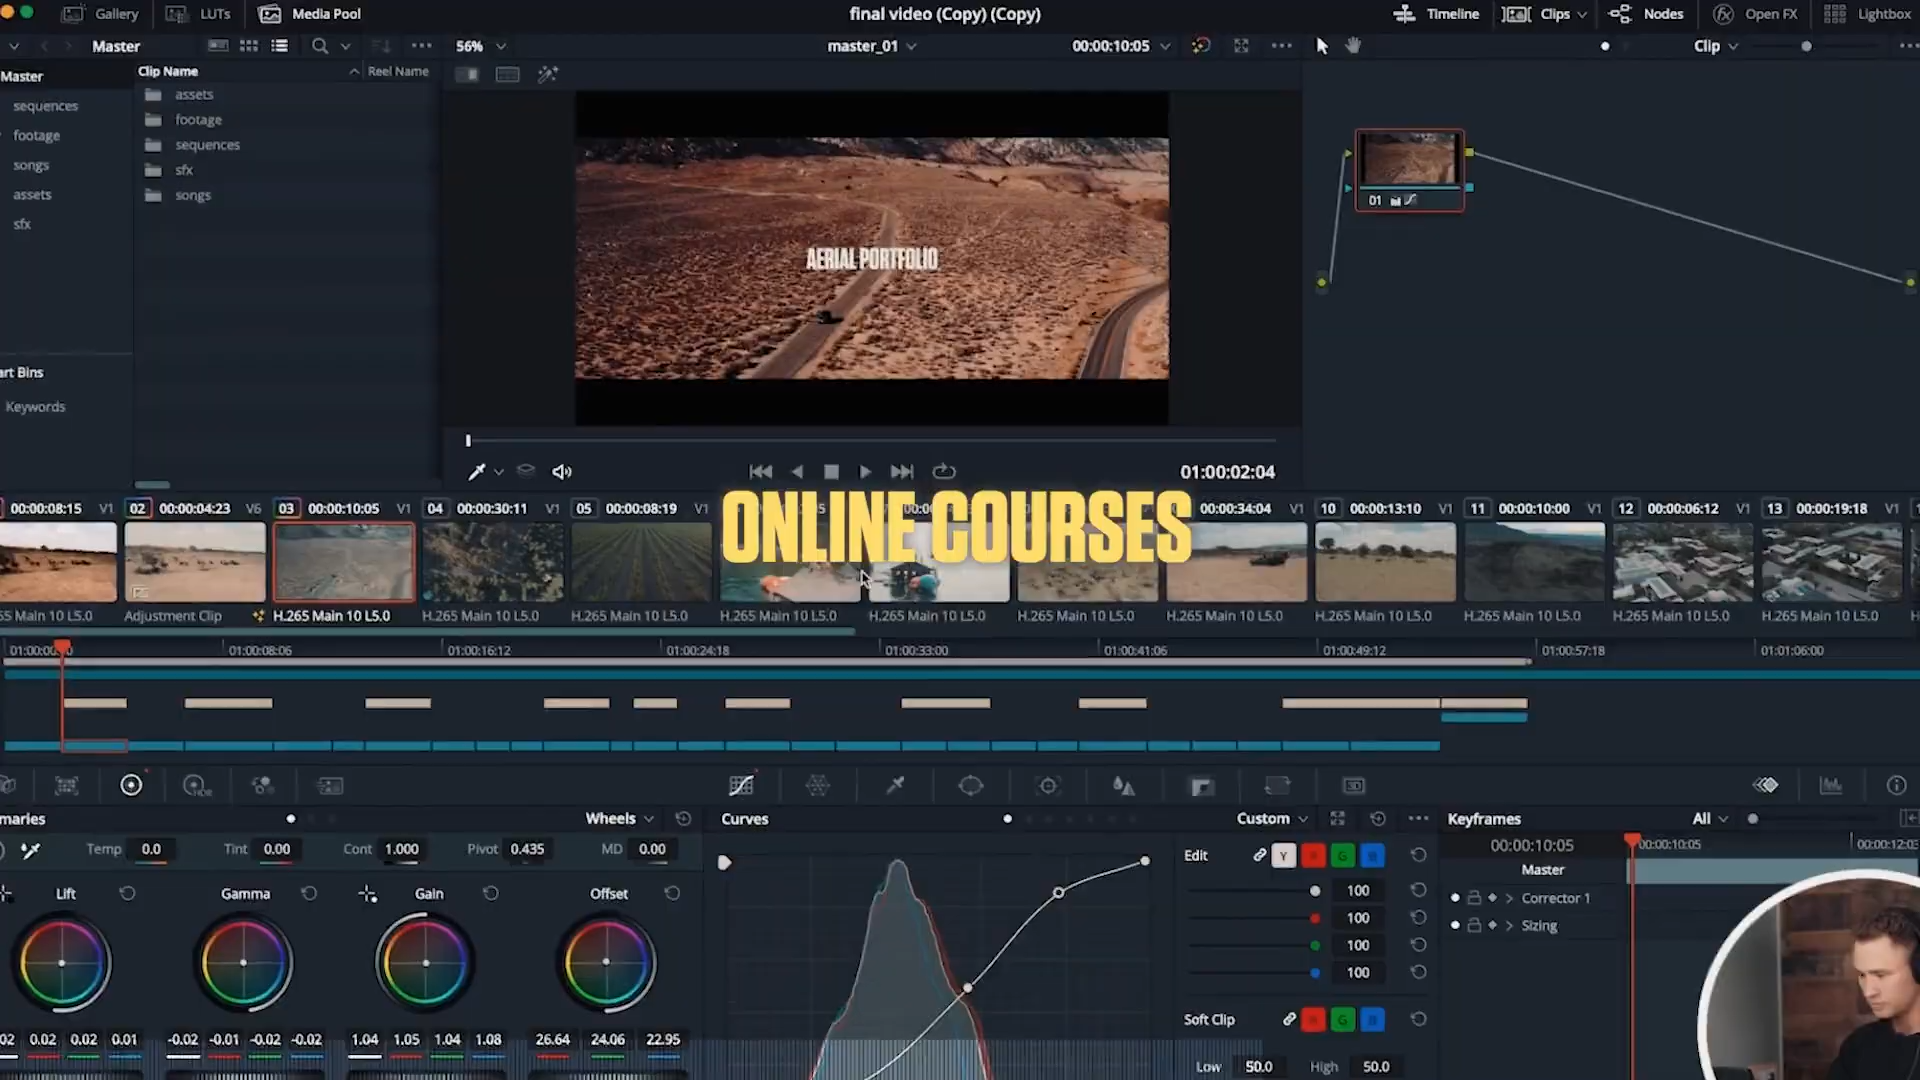 Gallery LUTs Media Pool final video (Copy) (Copy) Timeline Clips Nodes Open FX Lightbox
Master 56% master_01 00:00:10:05 Clip
Master Clip Name Reel Name
sequences assets
footage footage
songs sequences
assets sfx
sfx songs
AERIAL PORTFOLIO
01
art Bins
Keywords
01:00:02:04
00:00:08:15 V1 02 00:00:04:23 V6 03 00:00:10:05 V1 04 00:00:30:11 V1 05 00:00:08:19 V1 00:00:34:04 V1 10 00:00:13:10 V1 11 00:00:10:00 V1 12 00:00:06:12 V1 13 00:00:19:18 V1
ONLINE COURSES
65 Main 10 L5.0 Adjustment Clip H.265 Main 10 L5.0 H.265 Main 10 L5.0 H.265 Main 10 L5.0 H.265 Main 10 L5.0 H.265 Main 10 L5.0 H.265 Main 10 L5.0 H.265 Main 10 L5.0 H.265 Main 10 L5.0 H.265 Main 10 L5.0 H.265 Main 10 L5.0 H.265 Main 10 L5.0
01:00:00 01:00:08:06 01:00:16:12 01:00:24:18 01:00:33:00 01:00:41:06 01:00:49:12 01:00:57:18 01:01:06:00
HDR 3D
maries Wheels Curves Custom Keyframes All
Temp 0.0 Tint 0.00 Cont 1.000 Pivot 0.435 MD 0.00 Edit Y R G B 00:00:10:05 00:00:10:05 00:00:12:03
Master
Lift Gamma Gain Offset 100 Corrector 1
100 Sizing
100
100
Soft Clip R G B
02 0.02 0.02 0.01 -0.02 -0.01 -0.02 -0.02 1.04 1.05 1.04 1.08 26.64 24.06 22.95
Low 50.0 High 50.0